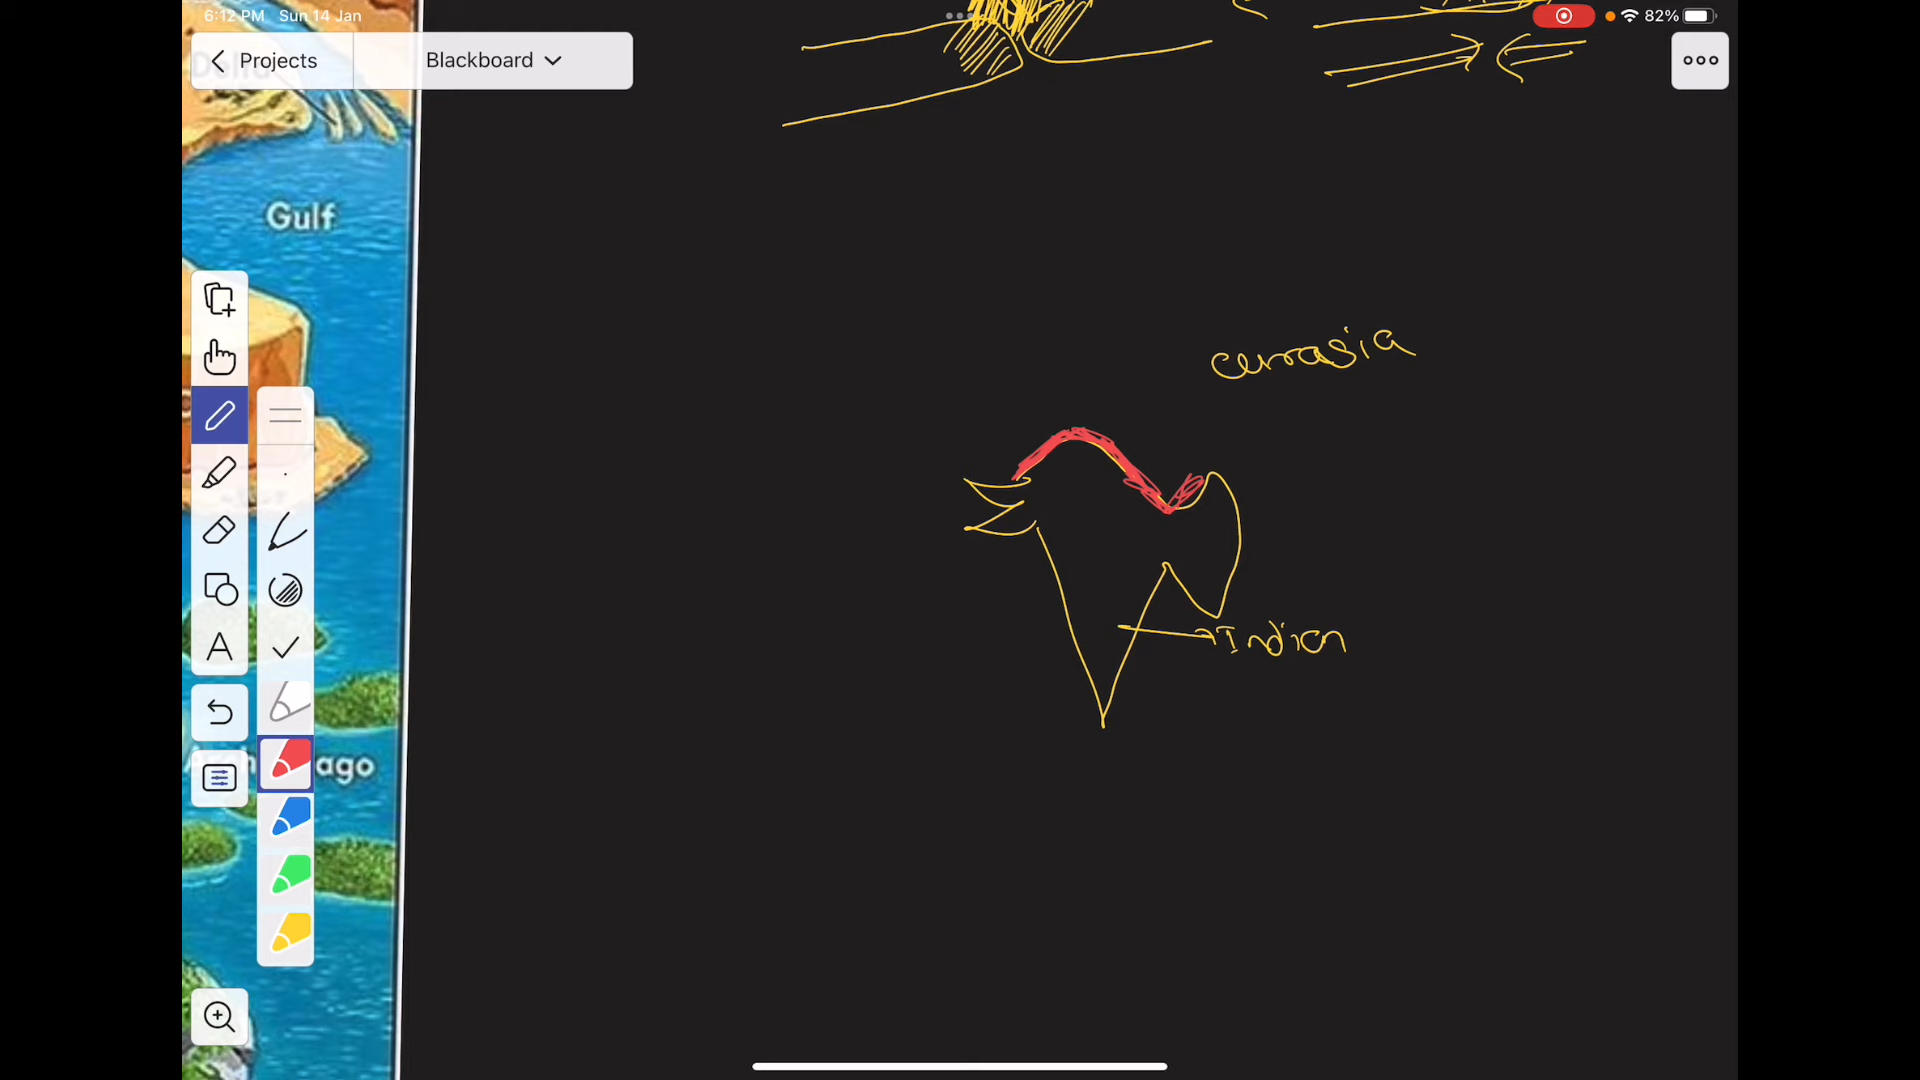 6:12 PM Sun 14 Jan
82%
Projects
Blackboard
Gulf
eurasia
Indian
ago